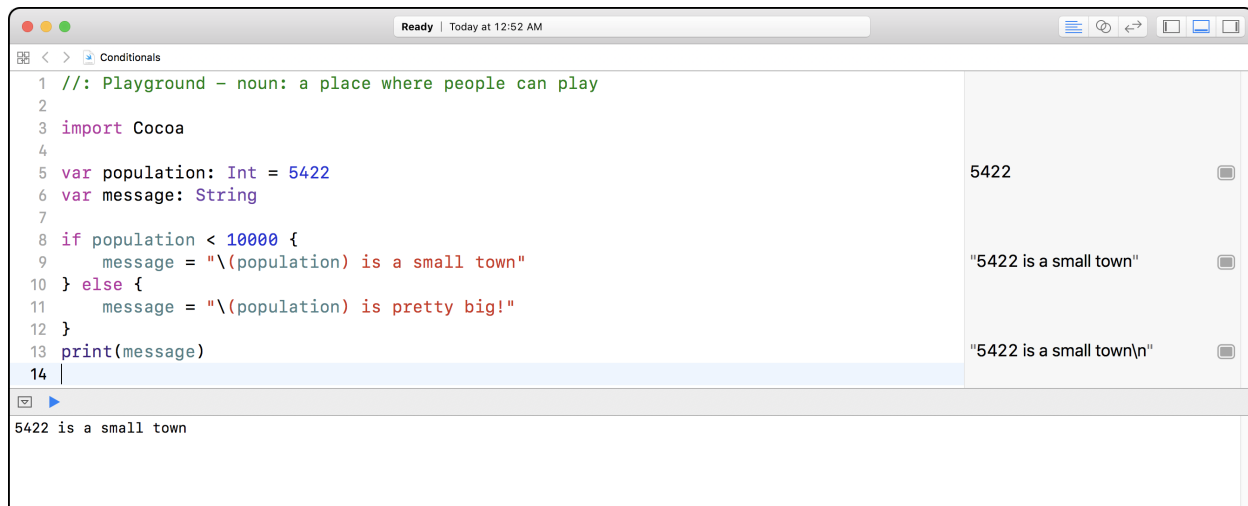 Ready | Today at 12:52 AM
Conditionals
1 //: Playground – noun: a place where people can play
2
3 import Cocoa
4
5 var population: Int = 5422
5422
6 var message: String
7
8 if population < 10000 {
9     message = "\(population) is a small town"
"5422 is a small town"
10 } else {
11     message = "\(population) is pretty big!"
12 }
13 print(message)
"5422 is a small town\n"
14
5422 is a small town